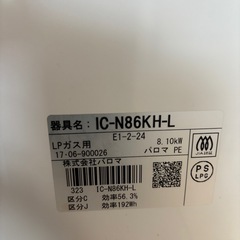 器具名: IC-N86KH-L
E1-2-24
LPガス用 8.10kW
17-06-900026 パロマ PE
株式会社パロマ
PS
LPG
323 IC-N86KH-L
区分C 効率56.3%
区分J 効率192Wh